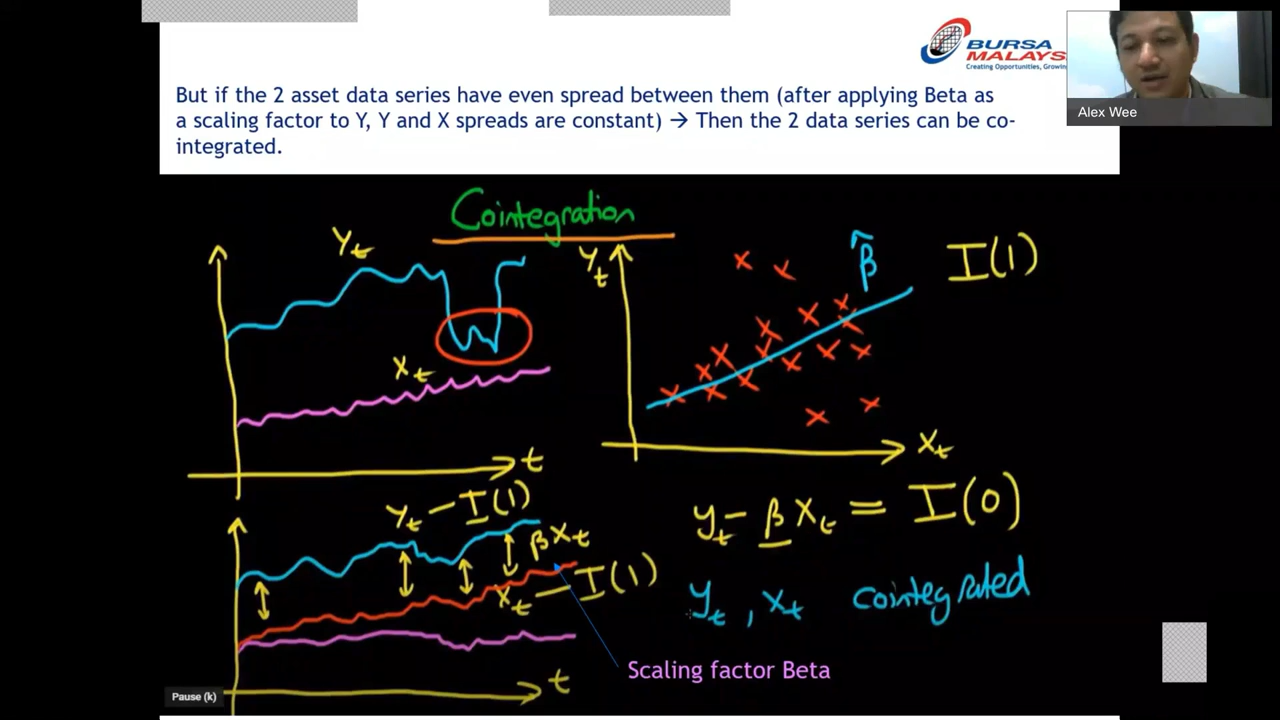 BURSA
MALAYS
Creating Opportunities, Growing
Alex Wee
But if the 2 asset data series have even spread between them (after applying Beta as
a scaling factor to Y, Y and X spreads are constant) → Then the 2 data series can be co-
integrated.
Cointegration
Yt
Xt
t
Yt
β̂
I(1)
Xt
yt - I(1)
βXt
Xt - I(1)
t
yt - βXt = I(0)
yt, xt cointegrated
Scaling factor Beta
Pause (k)